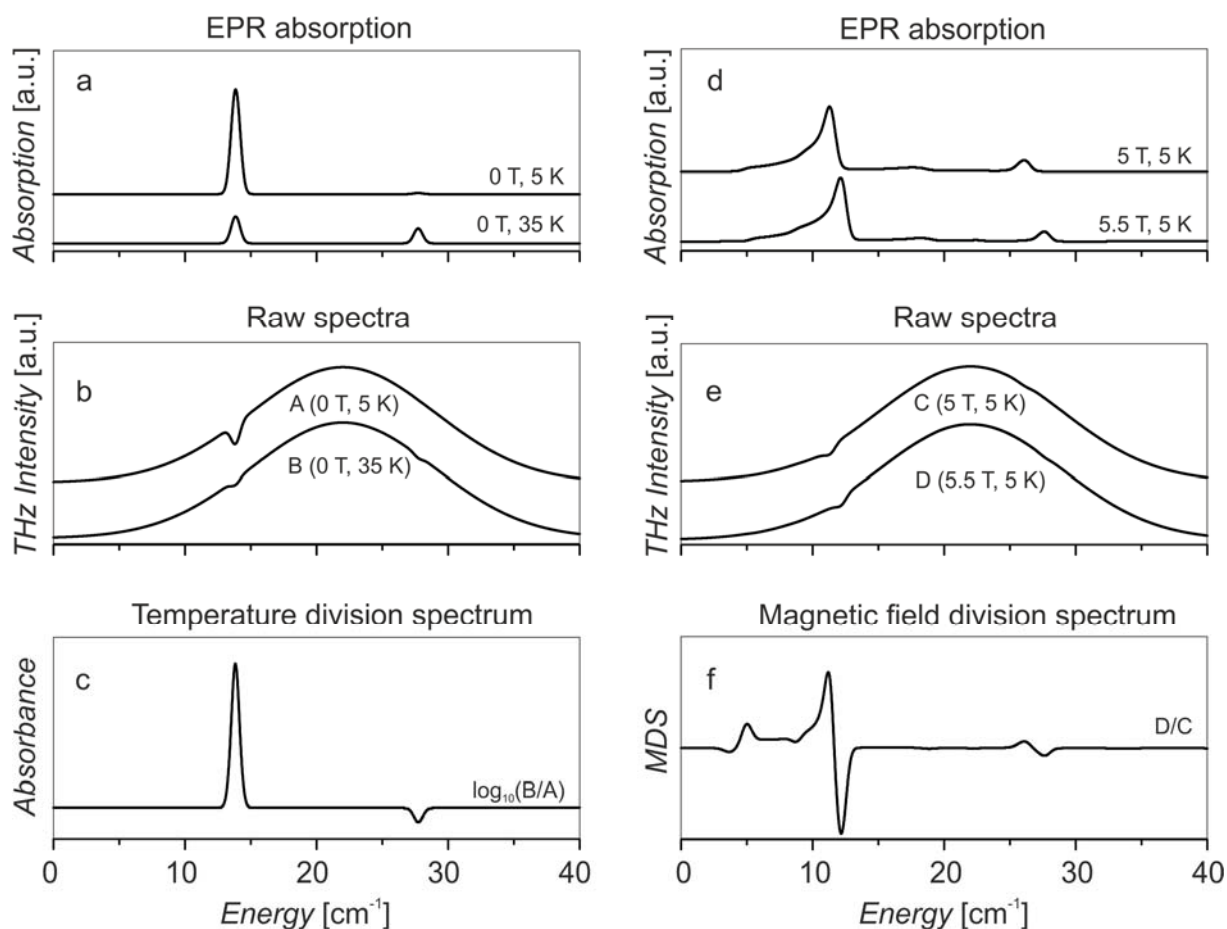 EPR absorption
Absorption [a.u.]
a
0 T, 5 K
0 T, 35 K
Raw spectra
THz Intensity [a.u.]
b
A (0 T, 5 K)
B (0 T, 35 K)
Temperature division spectrum
Absorbance
c
log₁₀(B/A)
0 10 20 30 40
Energy [cm⁻¹]
EPR absorption
Absorption [a.u.]
d
5 T, 5 K
5.5 T, 5 K
Raw spectra
THz Intensity [a.u.]
e
C (5 T, 5 K)
D (5.5 T, 5 K)
Magnetic field division spectrum
MDS
f
D/C
0 10 20 30 40
Energy [cm⁻¹]